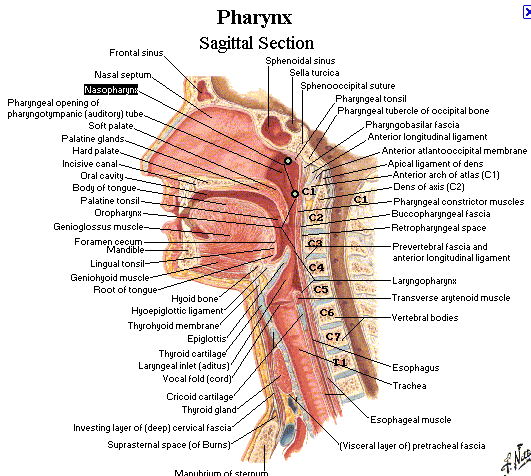 Pharynx
Sagittal Section
Frontal sinus
Nasal septum
Nasopharynx
Pharyngeal opening of
pharyngotympanic (auditory) tube
Soft palate
Palatine glands
Hard palate
Incisive canal
Oral cavity
Body of tongue
Palatine tonsil
Oropharynx
Genioglossus muscle
Foramen cecum
Mandible
Lingual tonsil
Geniohyoid muscle
Root of tongue
Hyoid bone
Hyoepiglottic ligament
Thyrohyoid membrane
Epiglottis
Thyroid cartilage
Laryngeal inlet (aditus)
Vocal fold (cord)
Cricoid cartilage
Thyroid gland
Investing layer of (deep) cervical fascia
Suprasternal space (of Burns)
Manubrium of sternum
Sphenoidal sinus
Sella turcica
Sphenooccipital suture
Pharyngeal tonsil
Pharyngeal tubercle of occipital bone
Pharyngobasilar fascia
Anterior longitudinal ligament
Anterior atlantooccipital membrane
Apical ligament of dens
Anterior arch of atlas (C1)
Dens of axis (C2)
Pharyngeal constrictor muscles
Buccopharyngeal fascia
Retropharyngeal space
Prevertebral fascia and
anterior longitudinal ligament
Laryngopharynx
Transverse arytenoid muscle
Vertebral bodies
Esophagus
Trachea
Esophageal muscle
(Visceral layer of) pretracheal fascia
C1
C1
C2
C3
C4
C5
C6
C7
T1